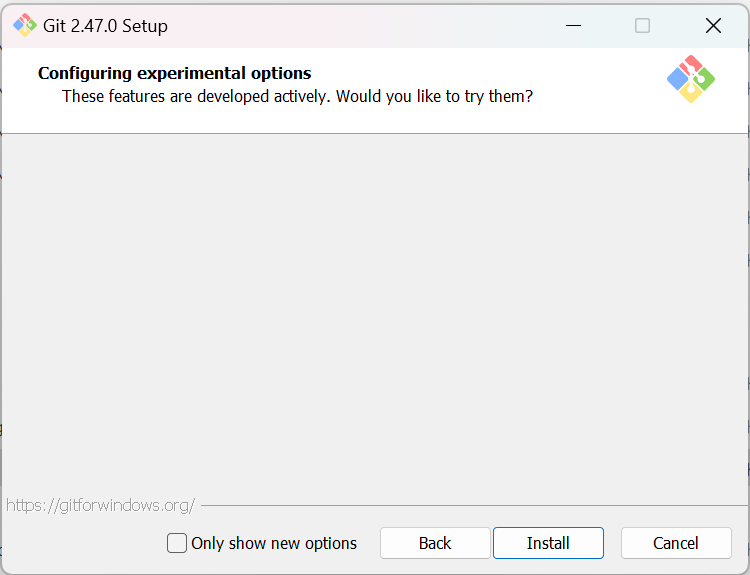 Git 2.47.0 Setup
Configuring experimental options
These features are developed actively. Would you like to try them?
https://gitforwindows.org/
Only show new options
Back
Install
Cancel